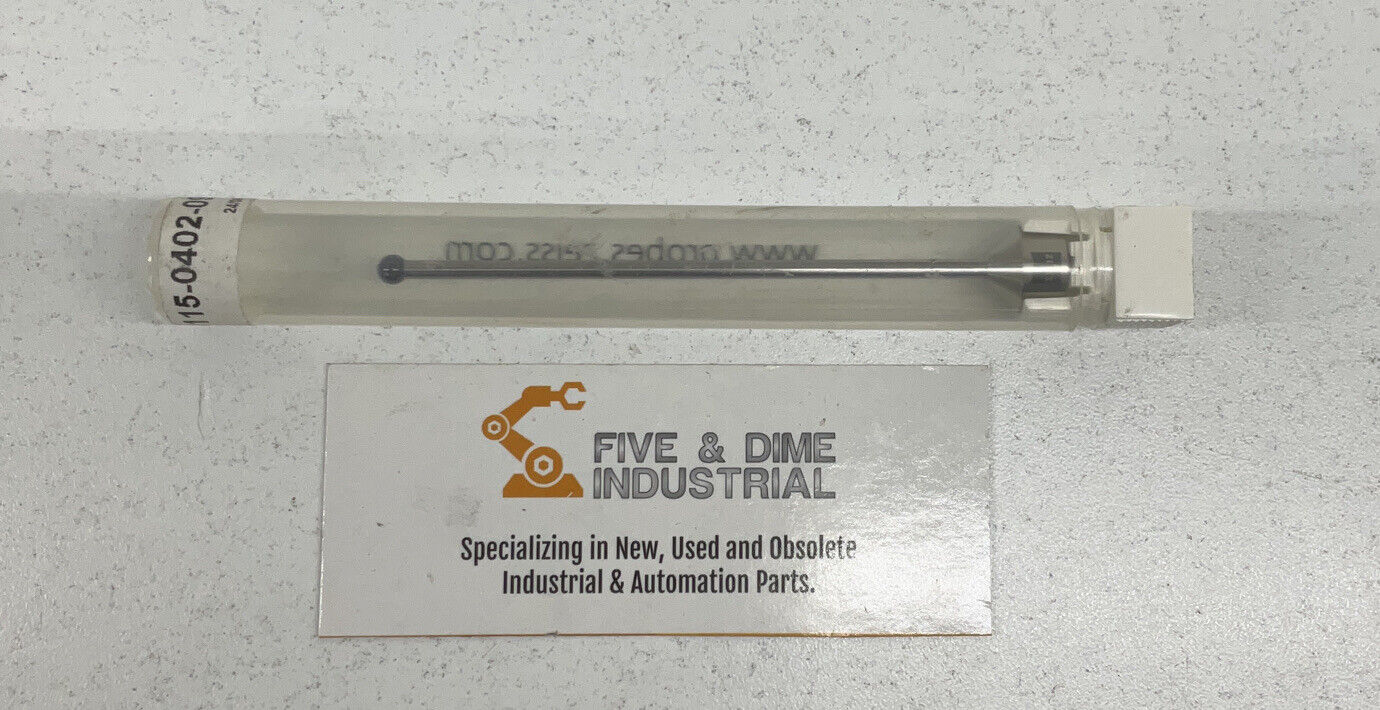 115-0402-0
240
www.probes.zeiss.com
FIVE & DIME
INDUSTRIAL
Specializing in New, Used and Obsolete
Industrial & Automation Parts.